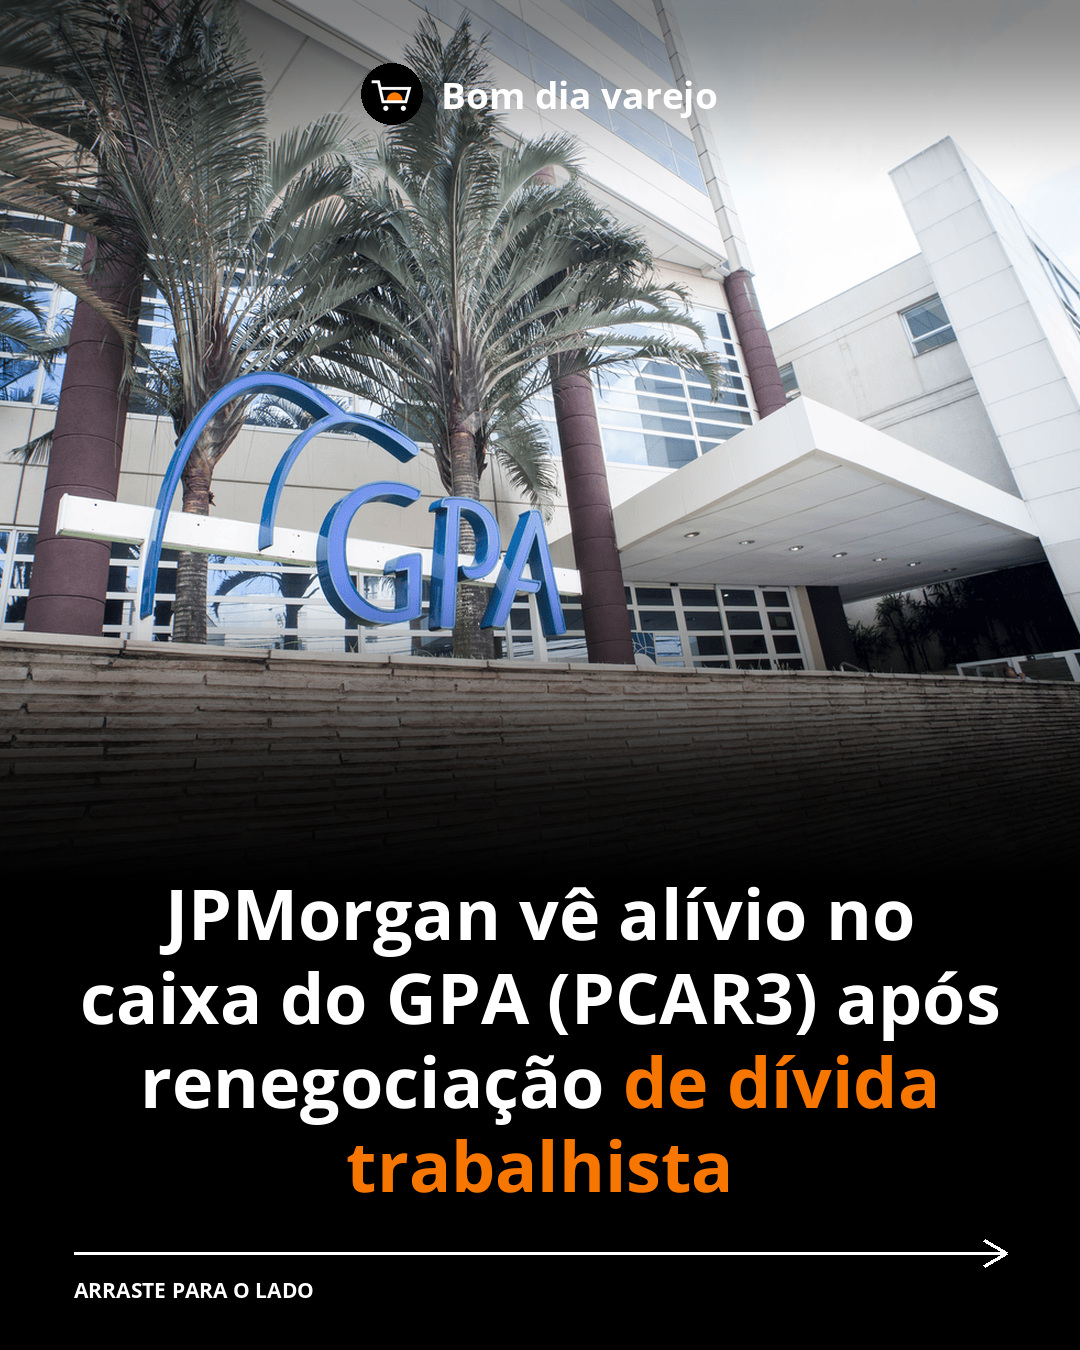 Bom dia varejo
GPA
JPMorgan vê alívio no
caixa do GPA (PCAR3) após
renegociação de dívida
trabalhista
ARRASTE PARA O LADO